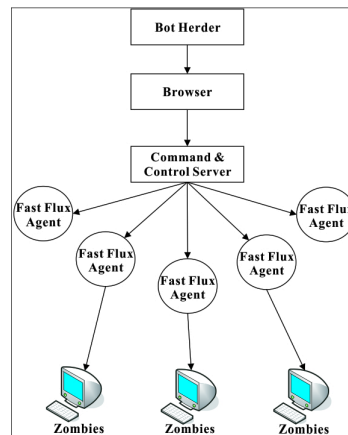 Bot Herder
Browser
Command &
Control Server
Fast Flux
Agent
Fast Flux
Agent
Fast Flux
Agent
Fast Flux
Agent
Fast Flux
Agent
Zombies
Zombies
Zombies